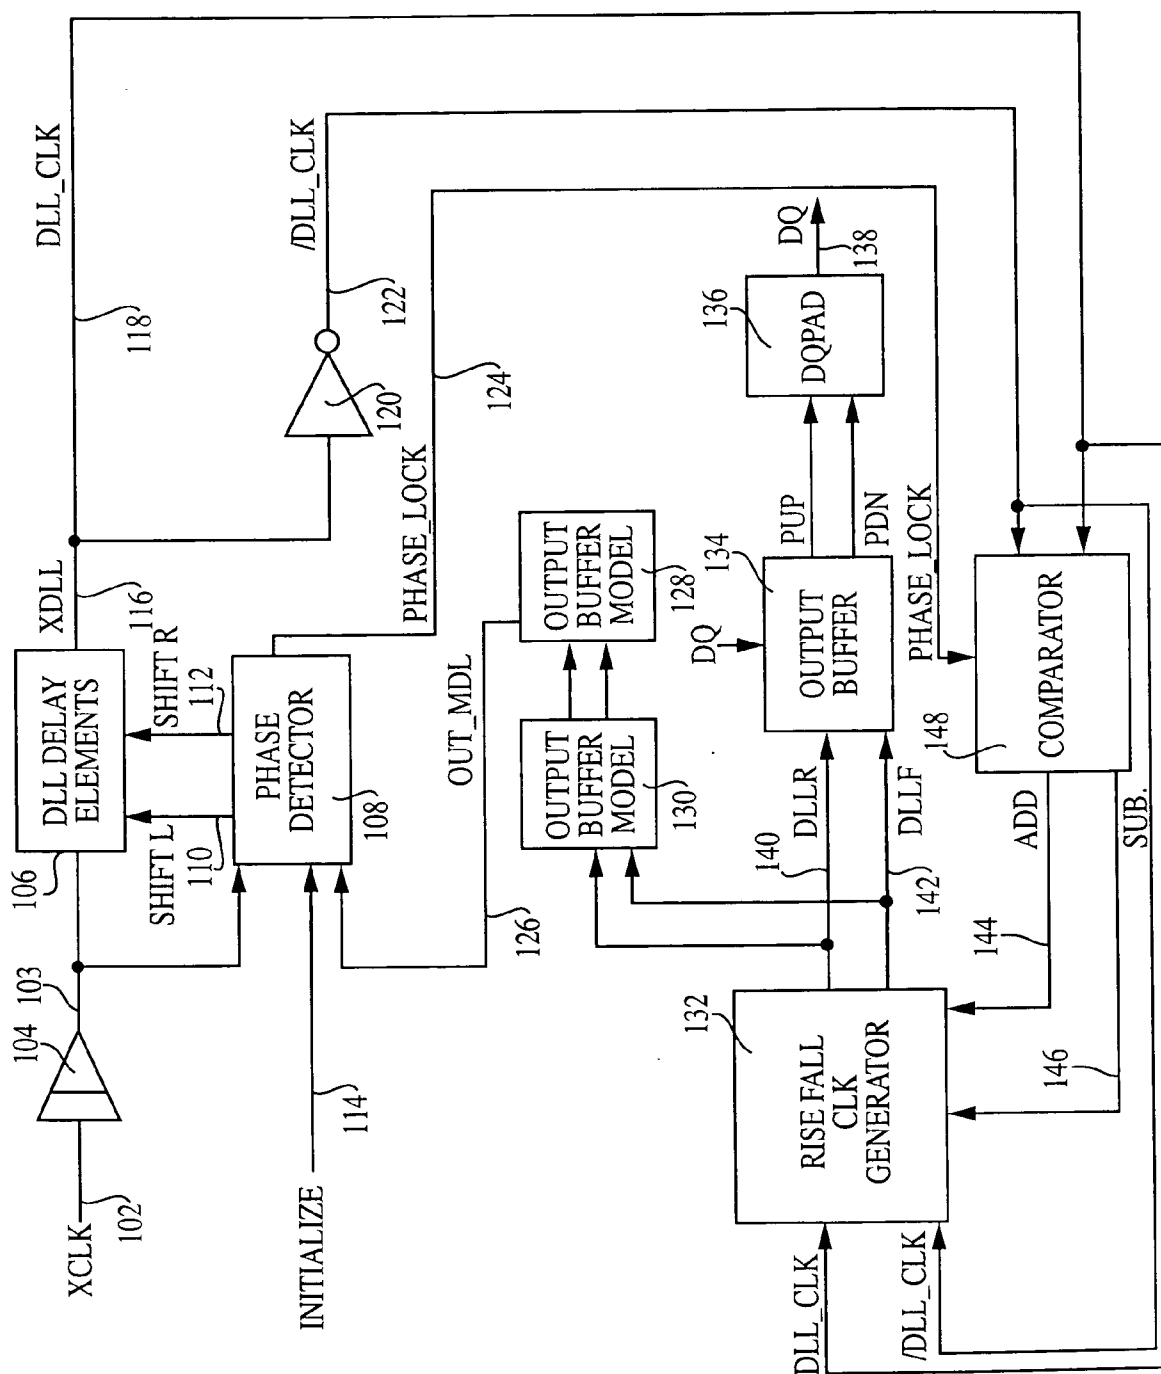 XCLK
102
104
103
106
DLL DELAY
ELEMENTS
XDLL
116
DLL_CLK
118
SHIFT L
110
SHIFT R
112
PHASE
DETECTOR
108
INITIALIZE
114
120
/DLL_CLK
122
PHASE_LOCK
124
OUT_MDL
126
OUTPUT
BUFFER
MODEL
128
OUTPUT
BUFFER
MODEL
130
DQ
OUTPUT
BUFFER
134
PUP
PDN
DQPAD
136
DQ
138
DLL_CLK
/DLL_CLK
RISE FALL
CLK
GENERATOR
132
140
DLLR
142
DLLF
PHASE_LOCK
COMPARATOR
148
ADD
144
SUB.
146